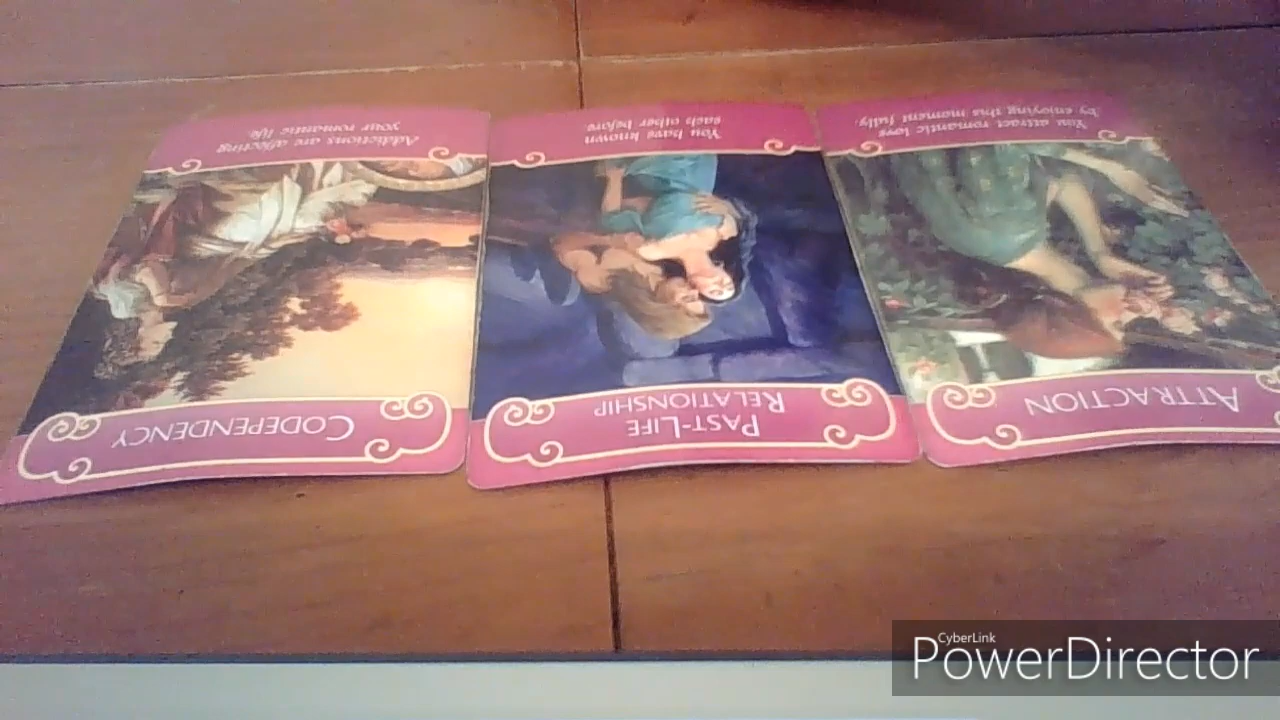 Addictions are affecting
your romantic life.
CODEPENDENCY
You have known
each other before.
PAST-LIFE
RELATIONSHIP
You attract romantic love
by enjoying this moment fully.
ATTRACTION
CyberLink
PowerDirector